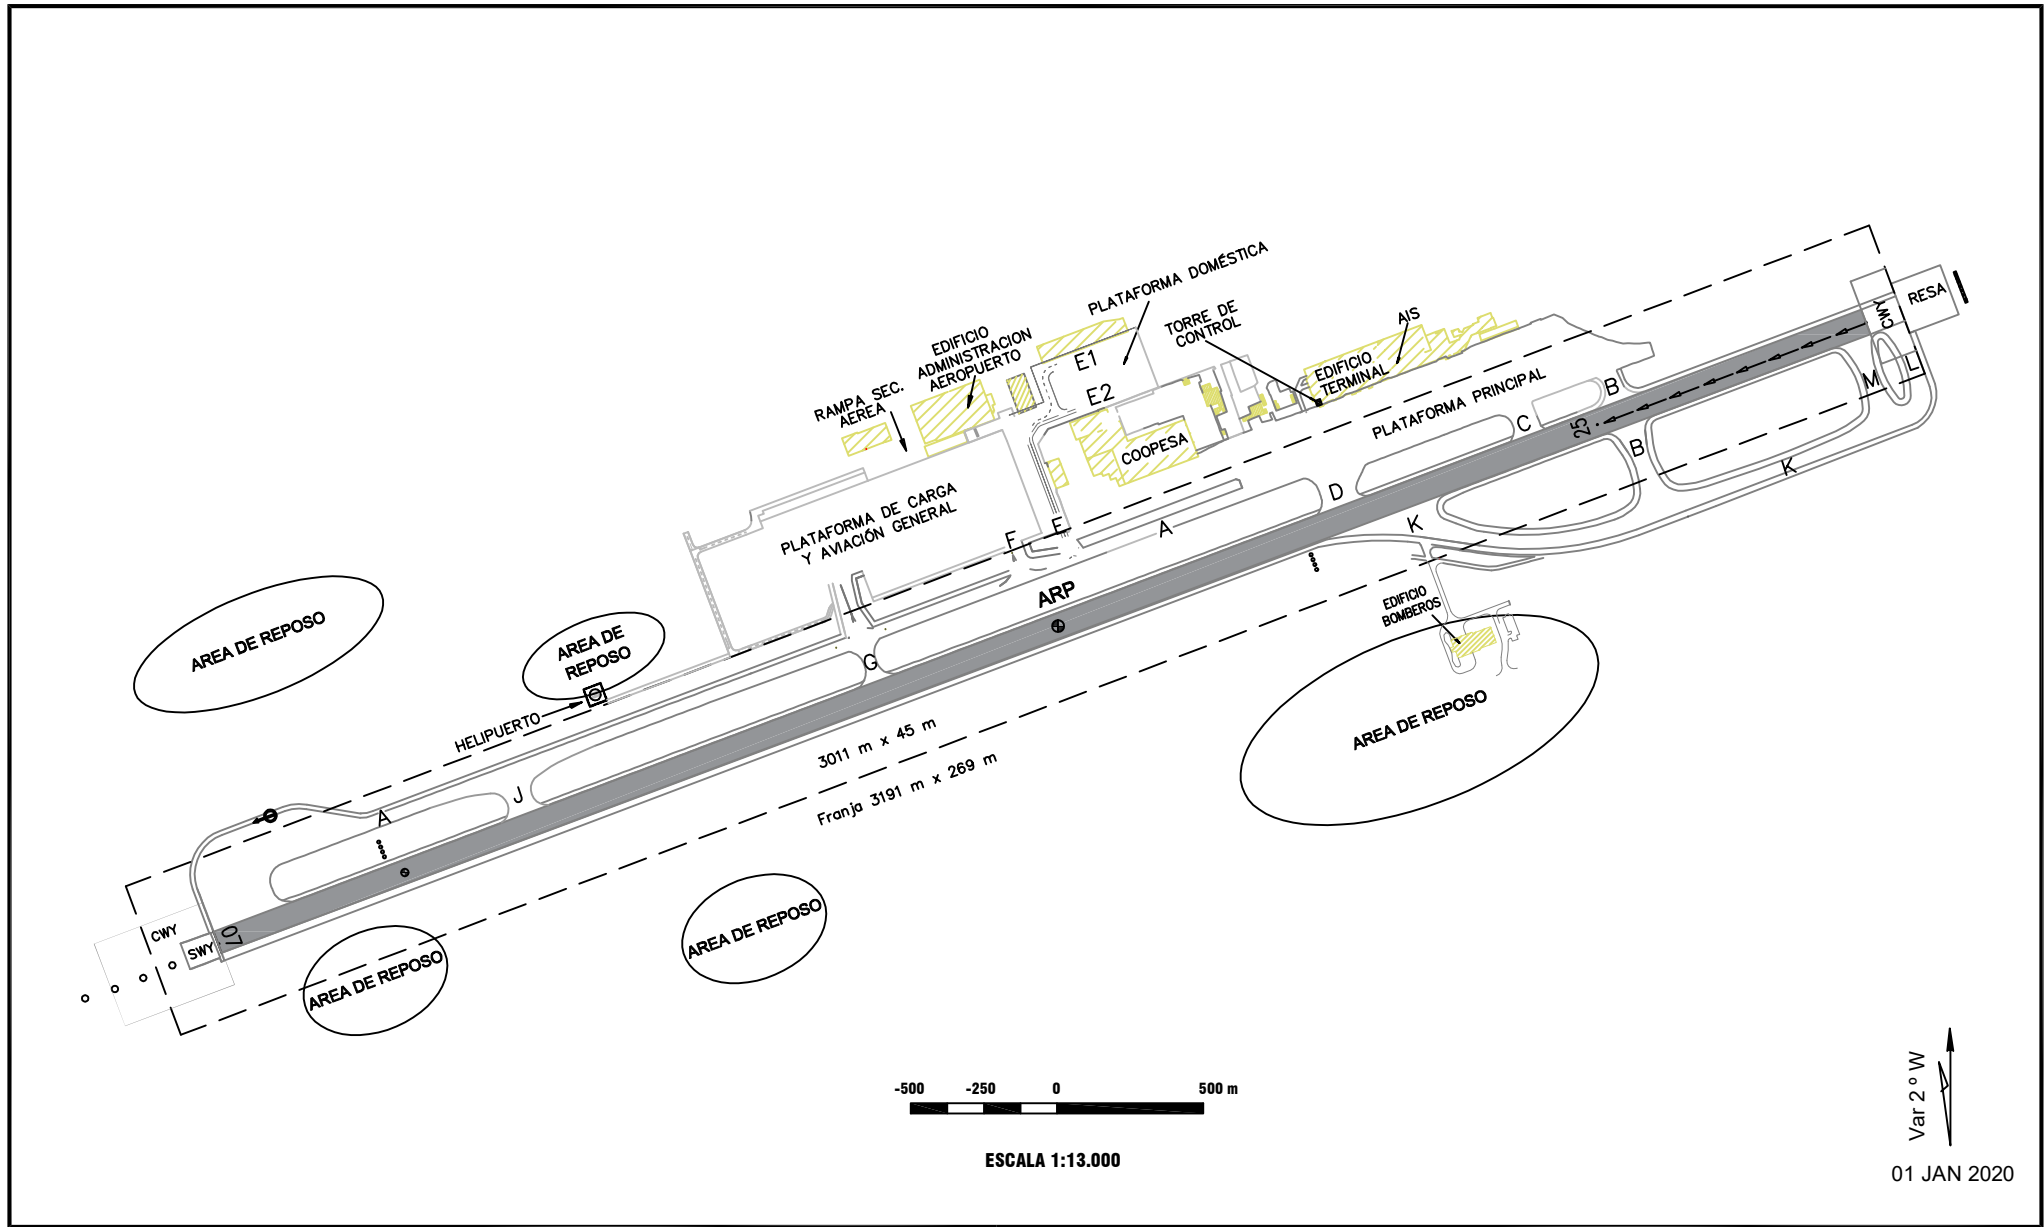 PLATAFORMA DOMÉSTICA
TORRE DE
CONTROL
AIS
RESA
CWY
L
M
EDIFICIO
ADMINISTRACION
AEROPUERTO
E1
E2
EDIFICIO
TERMINAL
RAMPA SEC.
AEREA
PLATAFORMA PRINCIPAL
B
C
25
B
K
COOPESA
PLATAFORMA DE CARGA
Y AVIACIÓN GENERAL
F
E
A
D
K
ARP
EDIFICIO
BOMBEROS
AREA DE REPOSO
AREA DE
REPOSO
G
HELIPUERTO
AREA DE REPOSO
3011 m x 45 m
Franja 3191 m x 269 m
J
A
07
CWY
SWY
AREA DE REPOSO
AREA DE REPOSO
-500 -250 0 500 m
ESCALA 1:13.000
Var 2 º W
01 JAN 2020